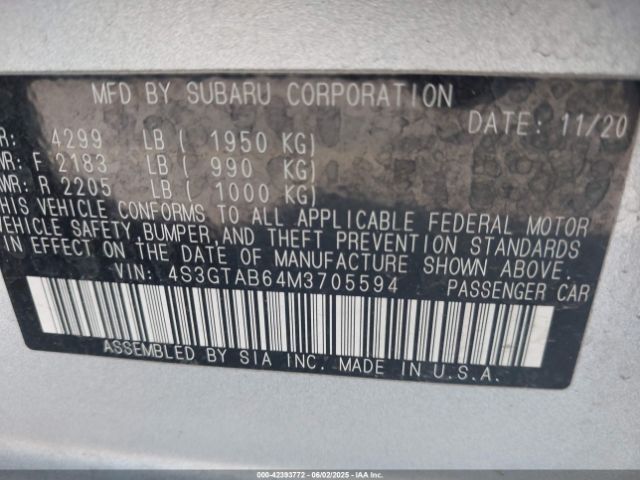 MFD BY SUBARU CORPORATION
DATE: 11/20
R: 4299 LB ( 1950 KG)
WR: F 2183 LB ( 990 KG)
WR: R 2205 LB ( 1000 KG)
THIS VEHICLE CONFORMS TO ALL APPLICABLE FEDERAL MOTOR
VEHICLE SAFETY, BUMPER, AND THEFT PREVENTION STANDARDS
IN EFFECT ON THE DATE OF MANUFACTURE SHOWN ABOVE.
VIN: 4S3GTAB64M3705594 PASSENGER CAR
ASSEMBLED BY SIA INC. MADE IN U.S.A.
000-42393772 - 06/02/2025 - IAA Inc.